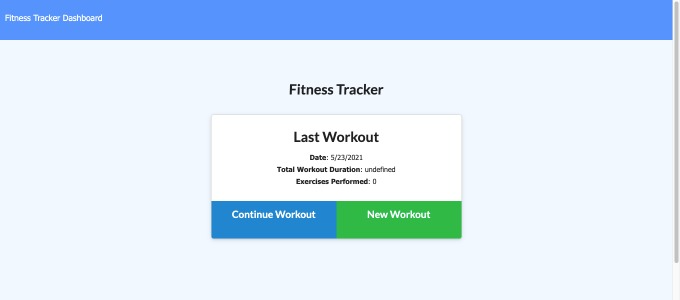 Fitness Tracker Dashboard
Fitness Tracker
Last Workout
Date: 5/23/2021
Total Workout Duration: undefined
Exercises Performed: 0
Continue Workout New Workout